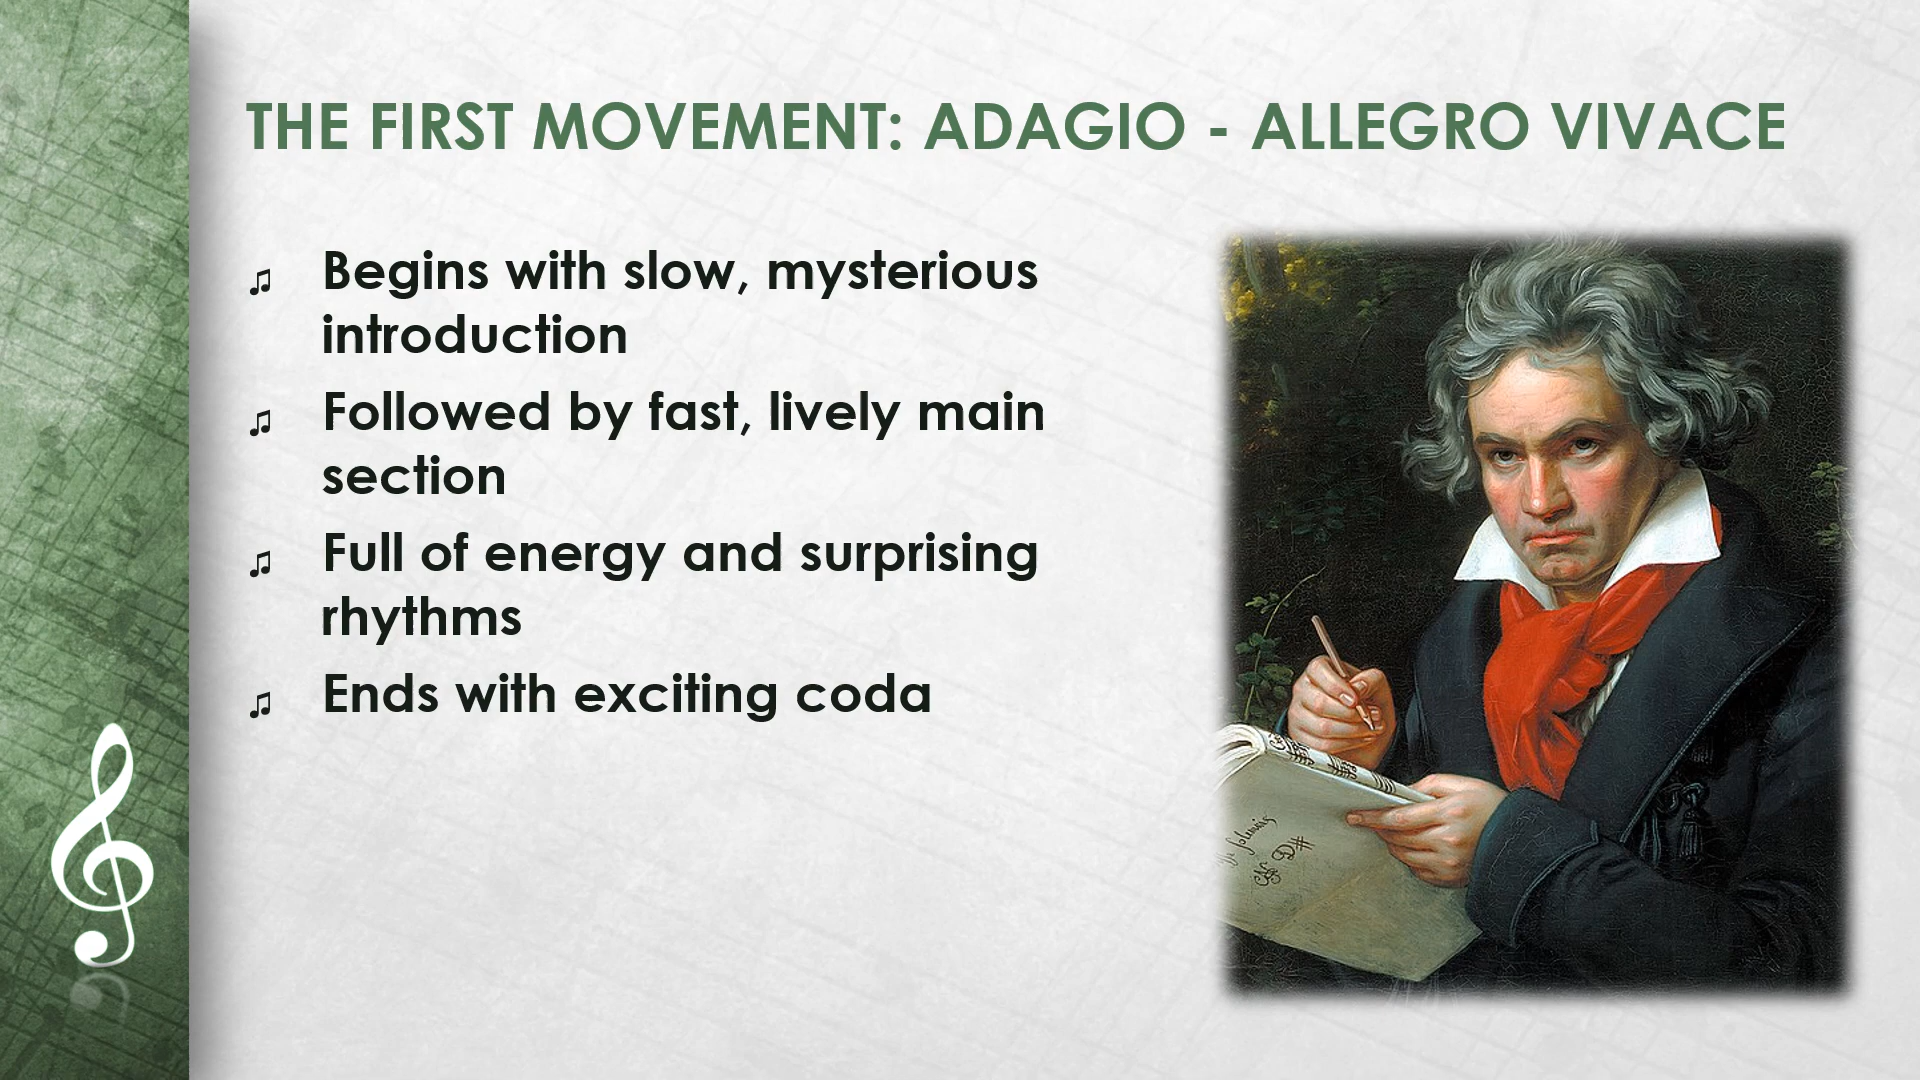 THE FIRST MOVEMENT: ADAGIO - ALLEGRO VIVACE
Begins with slow, mysterious
introduction
Followed by fast, lively main
section
Full of energy and surprising
rhythms
Ends with exciting coda
D#